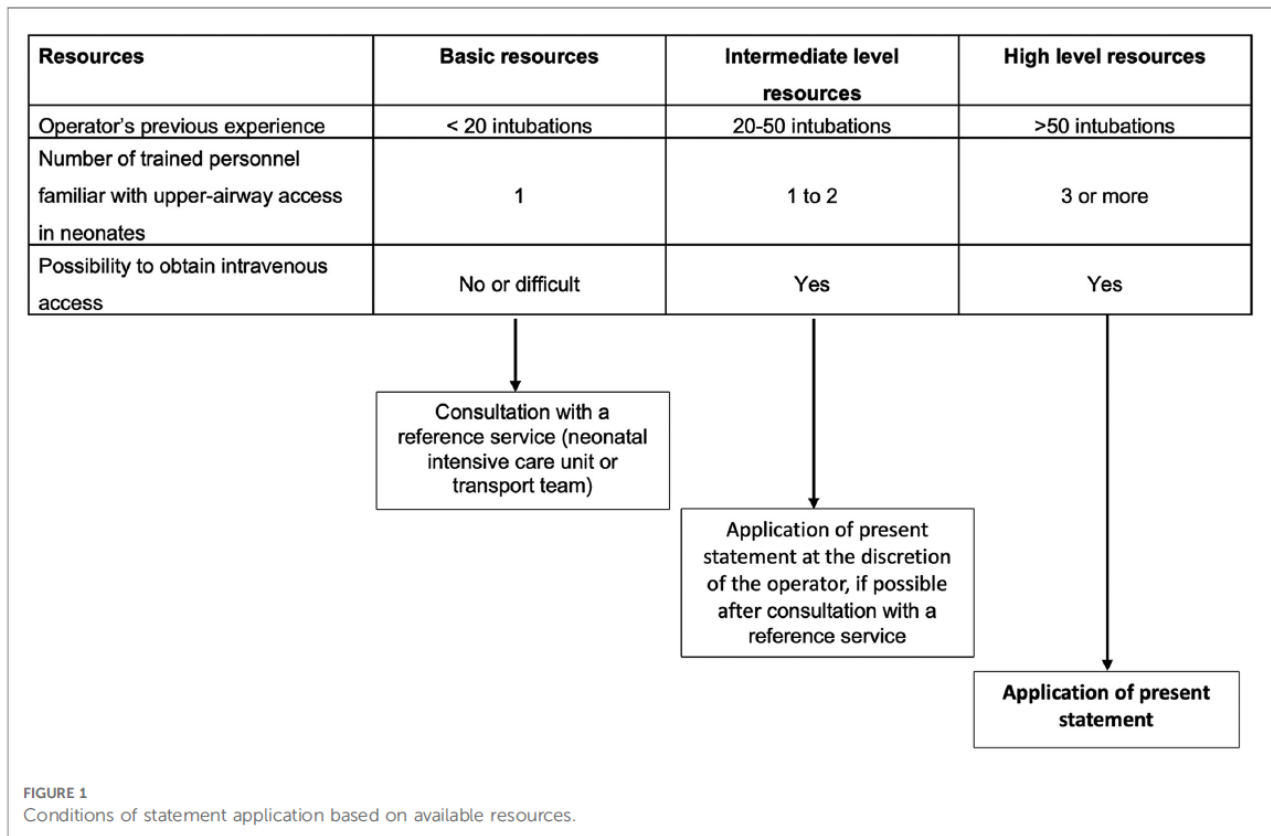 Resources
Basic resources
Intermediate level
resources
High level resources
Operator's previous experience
< 20 intubations
20-50 intubations
>50 intubations
Number of trained personnel
familiar with upper-airway access
in neonates
1
1 to 2
3 or more
Possibility to obtain intravenous
access
No or difficult
Yes
Yes
Consultation with a
reference service (neonatal
intensive care unit or
transport team)
Application of present
statement at the discretion
of the operator, if possible
after consultation with a
reference service
Application of present
statement
FIGURE 1
Conditions of statement application based on available resources.